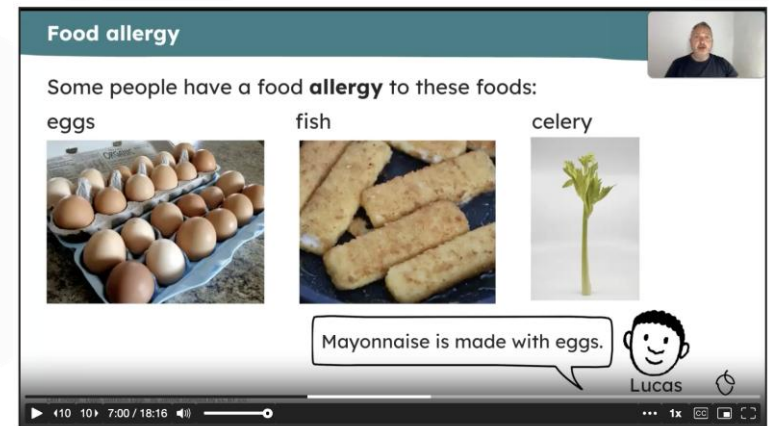 Food allergy
Some people have a food allergy to these foods:
eggs
fish
celery
Mayonnaise is made with eggs.
Lucas
10 10 7:00 / 18:16
1x CC